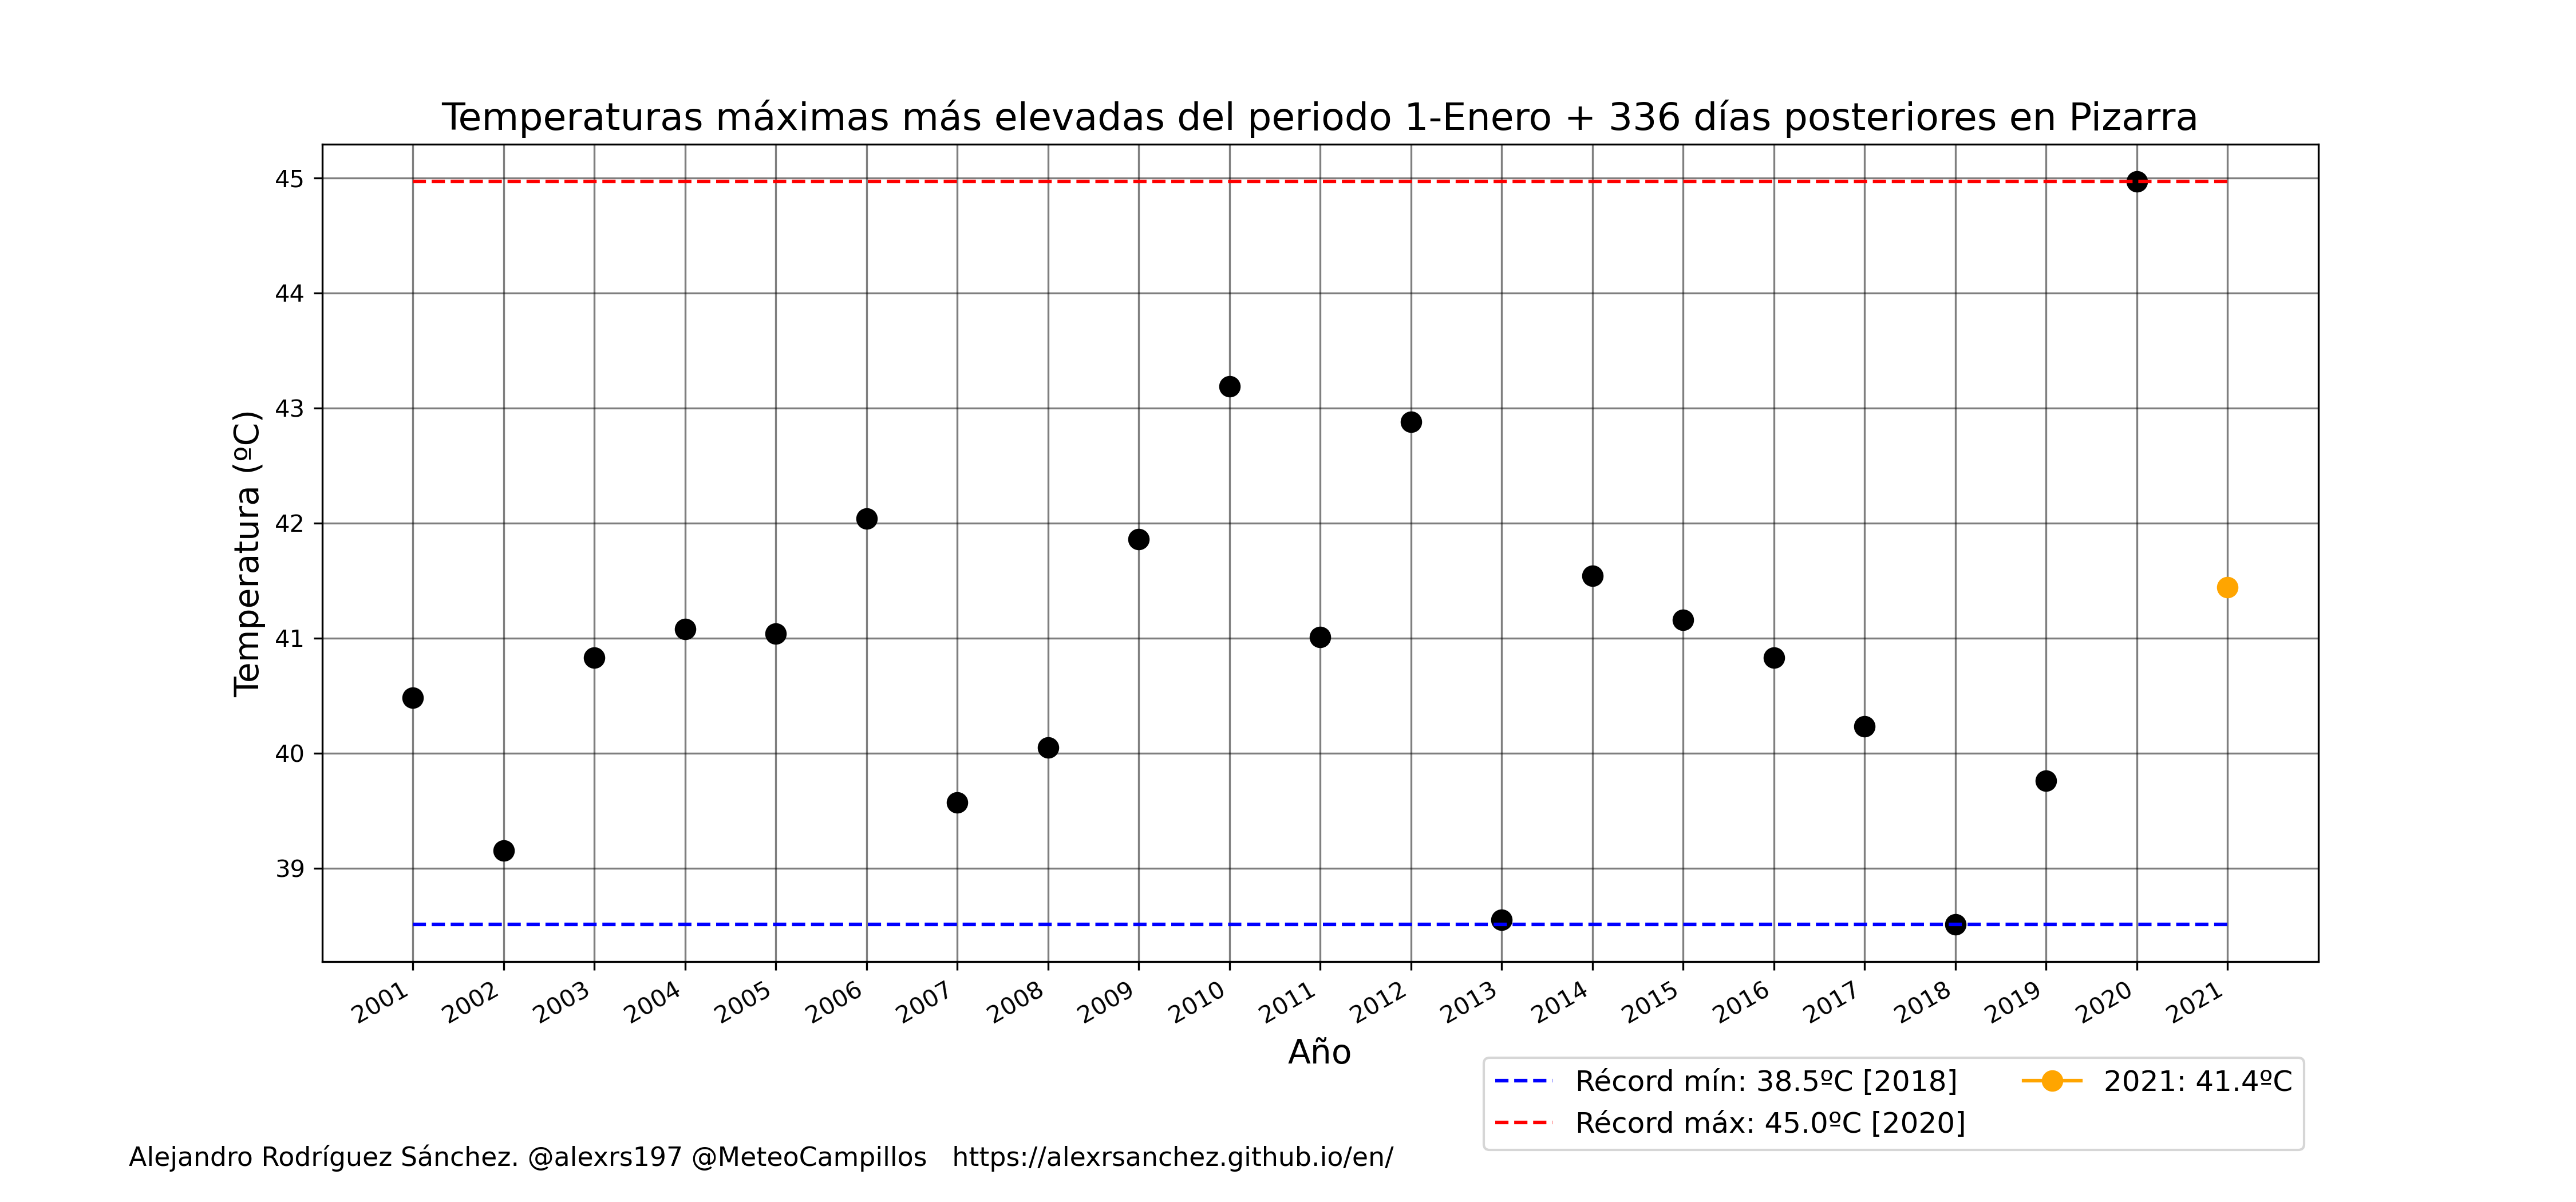 Temperaturas máximas más elevadas del periodo 1-Enero + 336 días posteriores en Pizarra
Temperatura (ºC)
45
44
43
42
41
40
39
2001 2002 2003 2004 2005 2006 2007 2008 2009 2010 2011 2012 2013 2014 2015 2016 2017 2018 2019 2020 2021
Año
Récord mín: 38.5ºC [2018]
Récord máx: 45.0ºC [2020]
2021: 41.4ºC
Alejandro Rodríguez Sánchez. @alexrs197 @MeteoCampillos https://alexrsanchez.github.io/en/